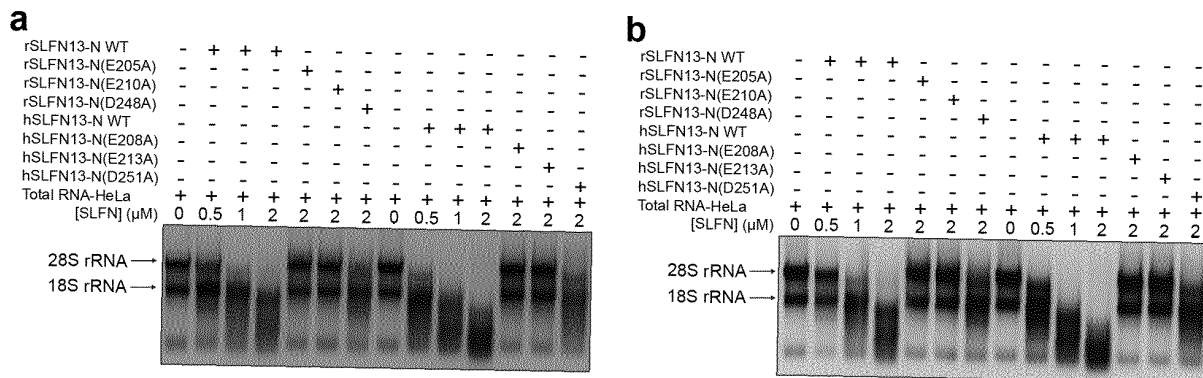 a
rSLFN13-N WT - + + + - - - - - - - - - -
rSLFN13-N(E205A) - - - - + - - - - - - - - -
rSLFN13-N(E210A) - - - - - + - - - - - - - -
rSLFN13-N(D248A) - - - - - - + - - - - - - -
hSLFN13-N WT - - - - - - - - + + + - - -
hSLFN13-N(E208A) - - - - - - - - - - - + - -
hSLFN13-N(E213A) - - - - - - - - - - - - + -
hSLFN13-N(D251A) - - - - - - - - - - - - - +
Total RNA-HeLa + + + + + + + + + + + + + +
[SLFN] (μM) 0 0.5 1 2 2 2 2 0 0.5 1 2 2 2 2
28S rRNA
18S rRNA
b
rSLFN13-N WT - + + + - - - - - - - - - -
rSLFN13-N(E205A) - - - - + - - - - - - - - -
rSLFN13-N(E210A) - - - - - + - - - - - - - -
rSLFN13-N(D248A) - - - - - - + - - - - - - -
hSLFN13-N WT - - - - - - - - + + + - - -
hSLFN13-N(E208A) - - - - - - - - - - - + - -
hSLFN13-N(E213A) - - - - - - - - - - - - + -
hSLFN13-N(D251A) - - - - - - - - - - - - - +
Total RNA-HeLa + + + + + + + + + + + + + +
[SLFN] (μM) 0 0.5 1 2 2 2 2 0 0.5 1 2 2 2 2
28S rRNA
18S rRNA